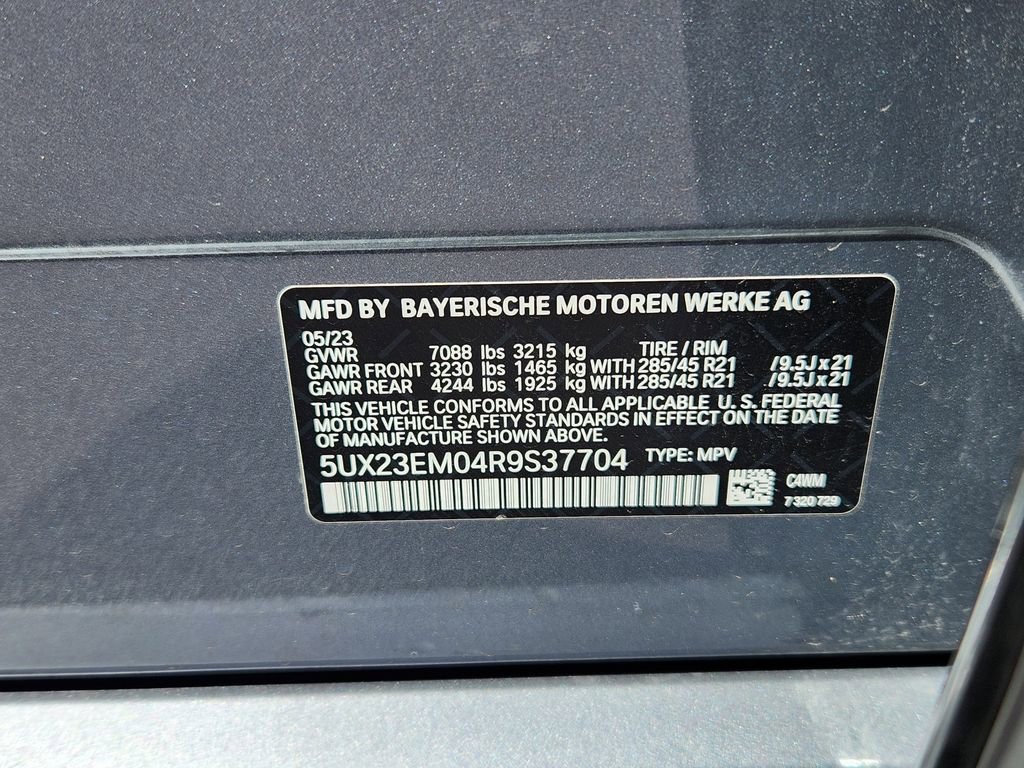 MFD BY BAYERISCHE MOTOREN WERKE AG
05/23
GVWR 7088 lbs 3215 kg TIRE / RIM
GAWR FRONT 3230 lbs 1465 kg WITH 285/45 R21 /9.5J x 21
GAWR REAR 4244 lbs 1925 kg WITH 285/45 R21 /9.5J x 21
THIS VEHICLE CONFORMS TO ALL APPLICABLE U. S. FEDERAL
MOTOR VEHICLE SAFETY STANDARDS IN EFFECT ON THE DATE
OF MANUFACTURE SHOWN ABOVE.
5UX23EM04R9S37704 TYPE: MPV
C4WM
7 320 729